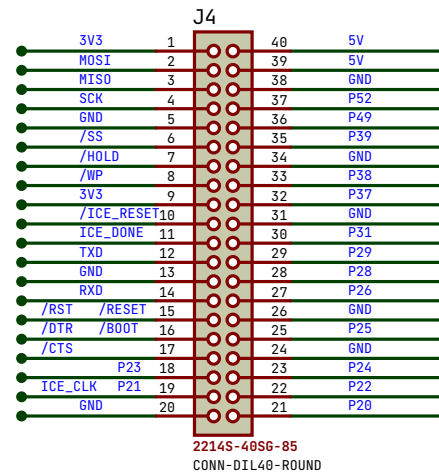 J4
3V3 1 40 5V
MOSI 2 39 5V
MISO 3 38 GND
SCK 4 37 P52
GND 5 36 P49
/SS 6 35 P39
/HOLD 7 34 GND
/WP 8 33 P38
3V3 9 32 P37
/ICE_RESET 10 31 GND
ICE_DONE 11 30 P31
TXD 12 29 P29
GND 13 28 P28
RXD 14 27 P26
/RST /RESET 15 26 GND
/DTR /BOOT 16 25 P25
/CTS 17 24 GND
P23 18 23 P24
ICE_CLK P21 19 22 P22
GND 20 21 P20
2214S-40SG-85
CONN-DIL40-ROUND